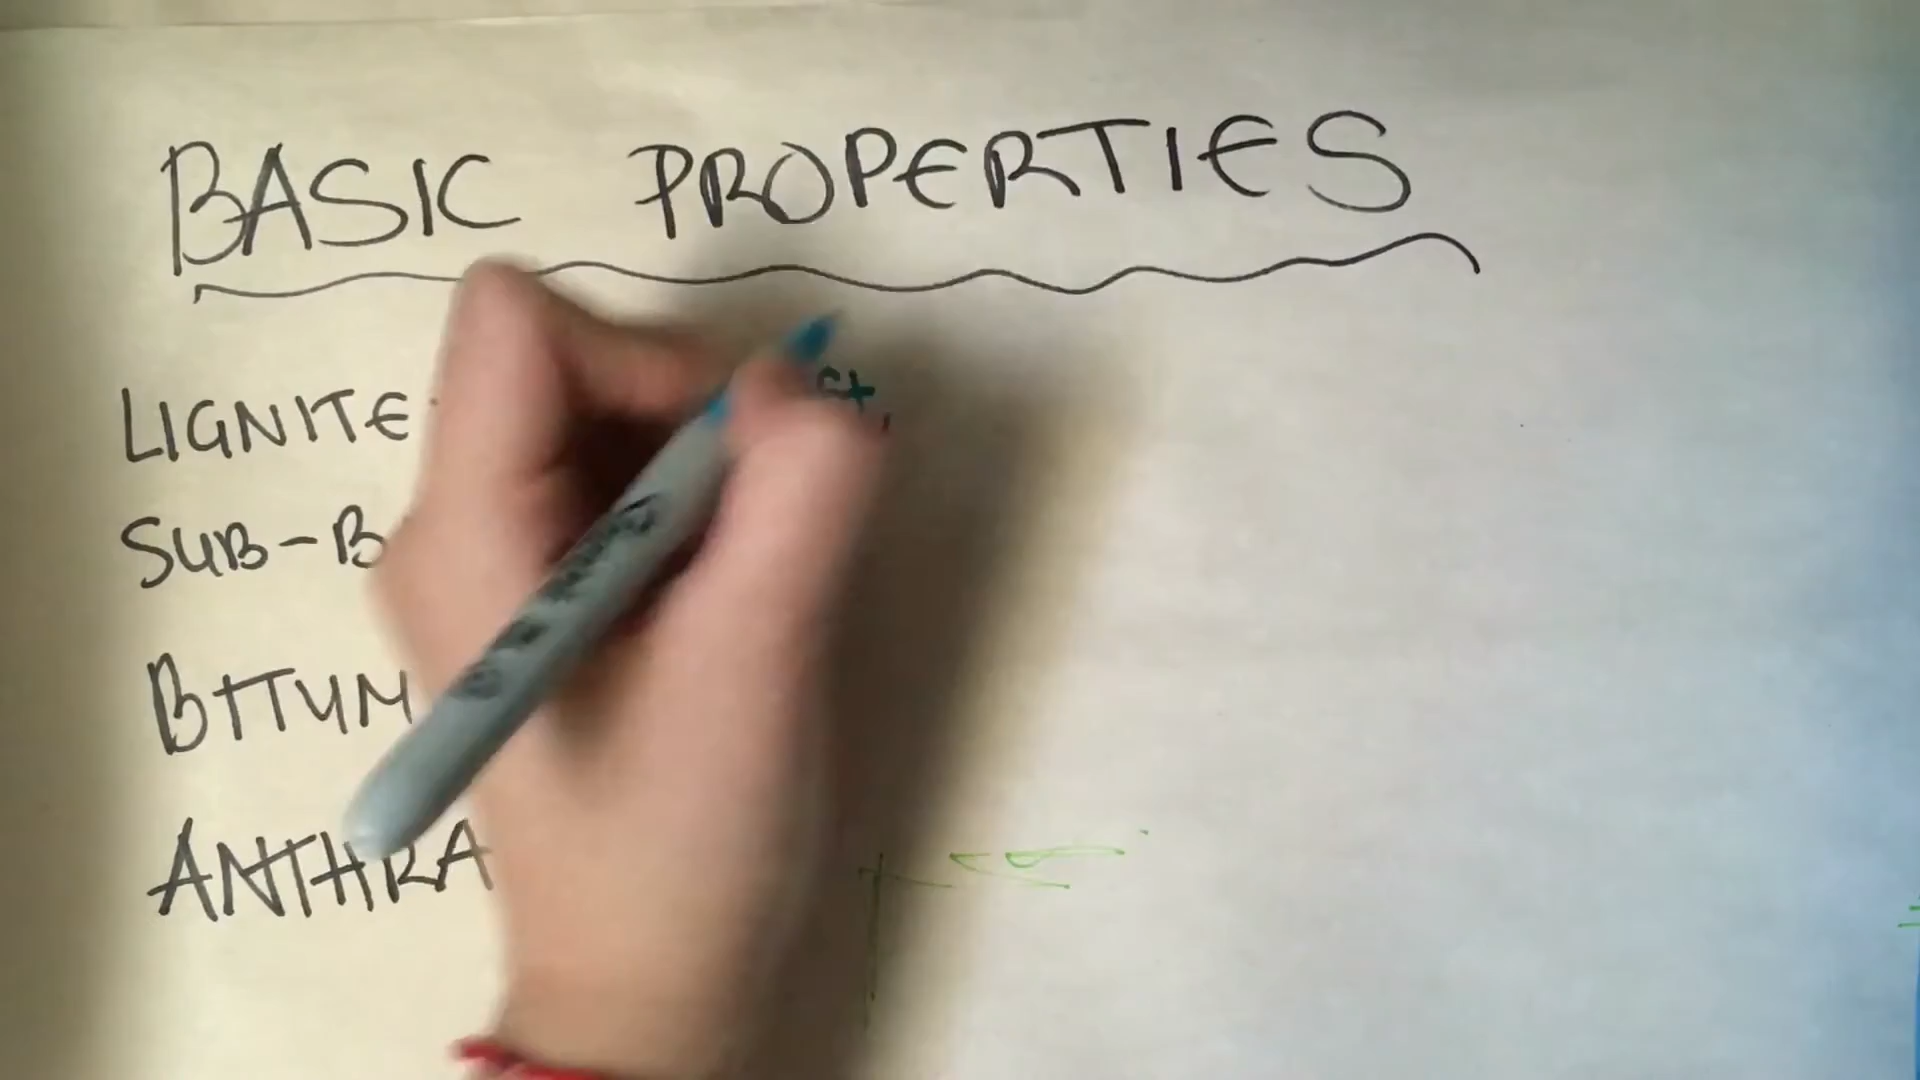 BASIC PROPERTIES
LIGNITE
SUB-B
BITUM
ANTHRA